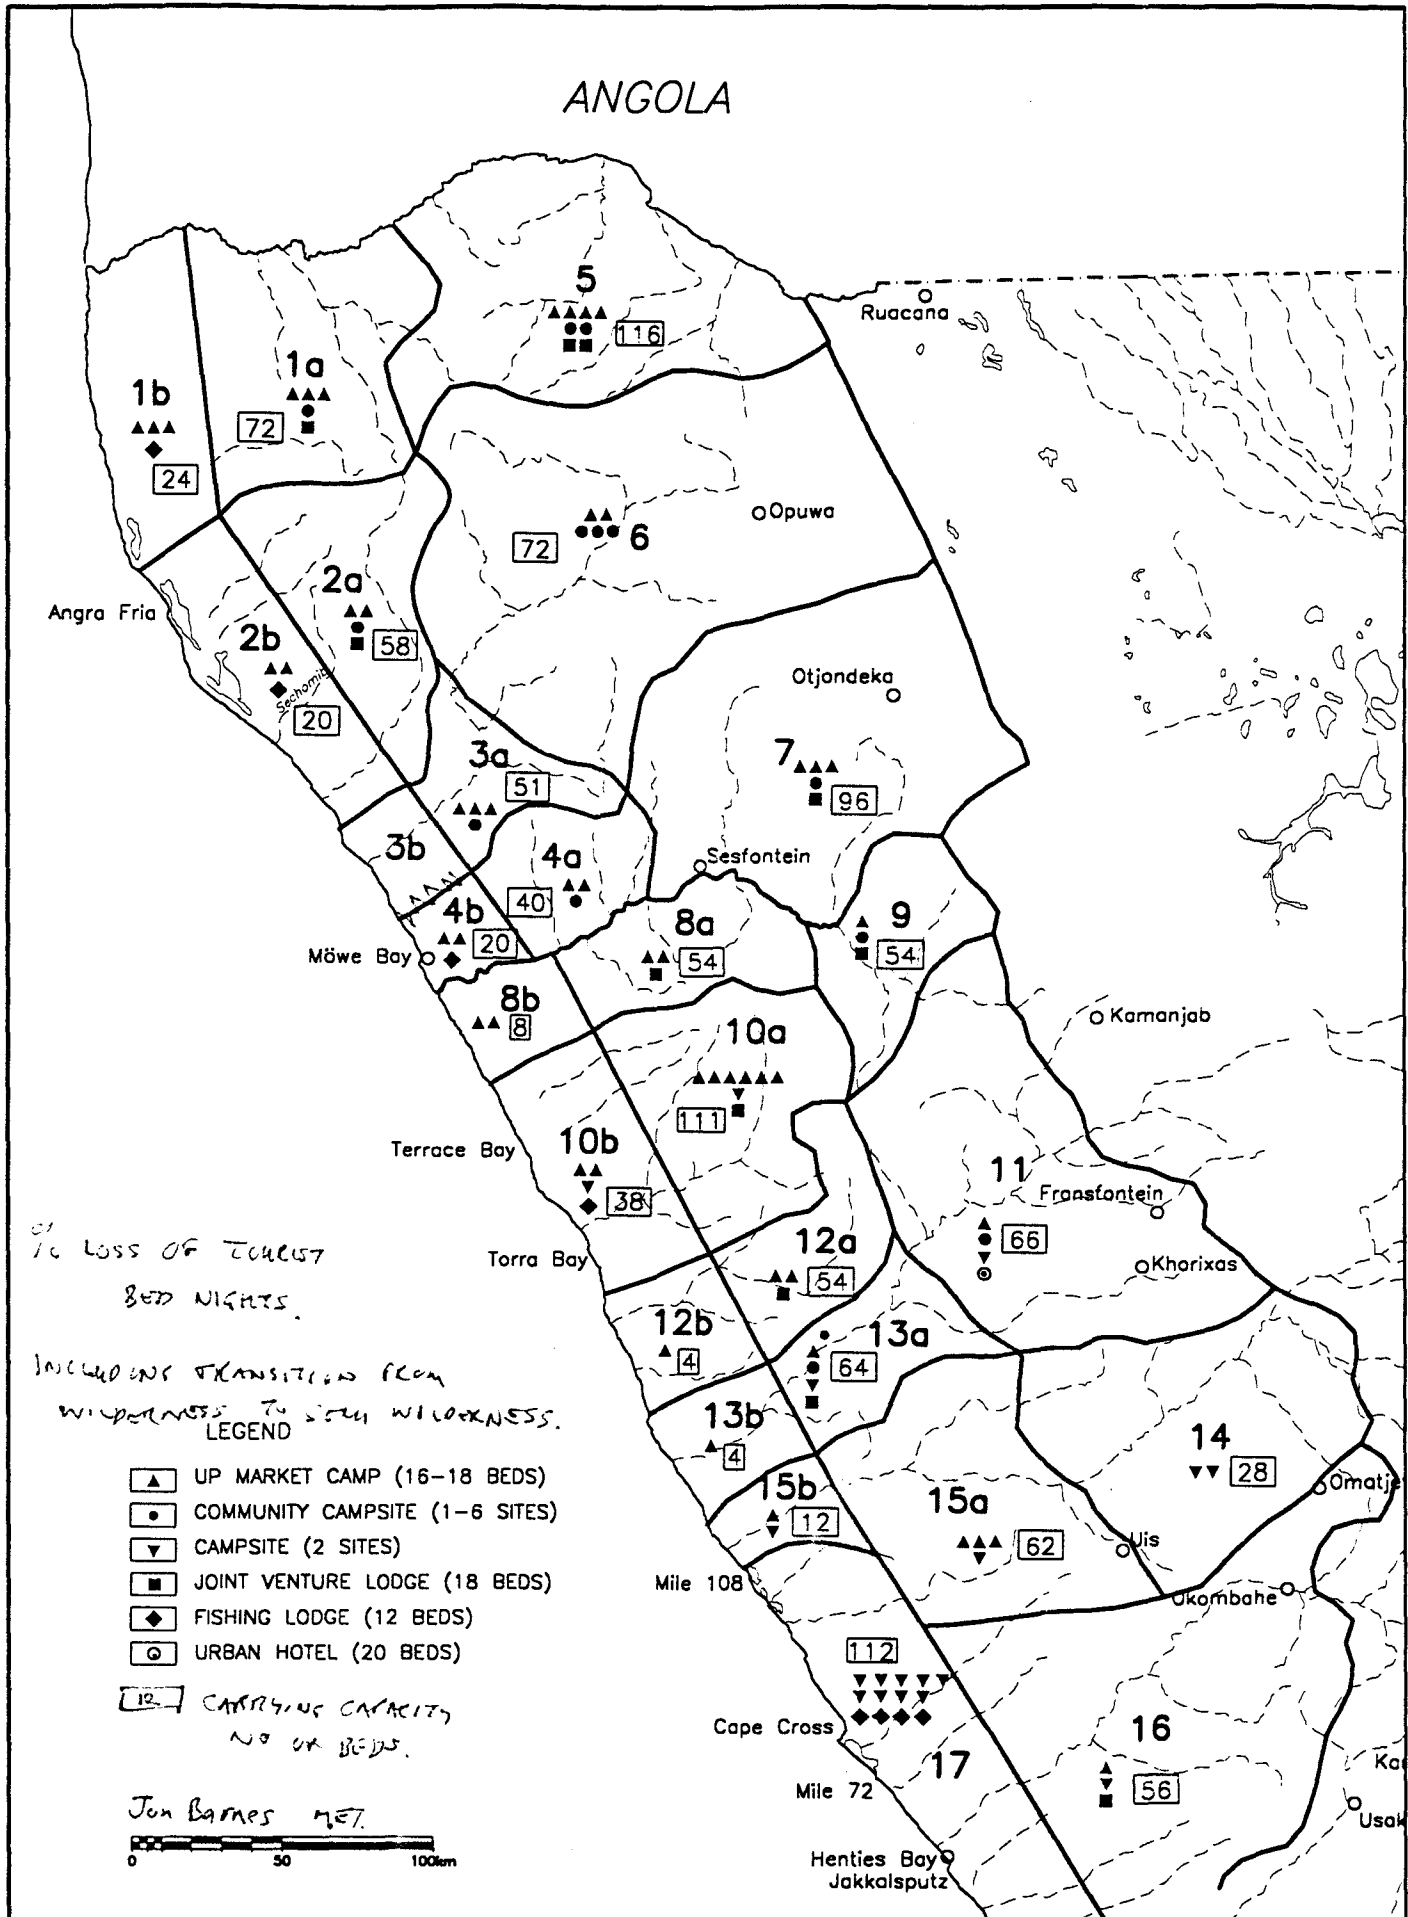 ANGOLA
Ruacana
5
116
1a
72
1b
24
Opuwa
6
72
2a
58
Angra Fria
2b
Sechomib
20
Otjondeka
7
96
3a
51
3b
4a
40
Sesfontein
4b
20
Möwe Bay
8a
54
9
54
8b
8
Kamanjab
10a
111
Terrace Bay
10b
38
11
66
Fransfontein
Khorixas
Torra Bay
12a
54
12b
4
13a
64
13b
4
14
28
Omatje
15b
12
15a
62
Uis
Mile 108
Okombahe
112
Cape Cross
17
16
56
Mile 72
Ka
Usak
Henties Bay
Jakkalsputz
% LOSS OF TOURIST
BED NIGHTS.
INCLUDING TRANSITION FROM
WILDERNESS TO SEMI WILDERNESS.
LEGEND
UP MARKET CAMP (16-18 BEDS)
COMMUNITY CAMPSITE (1-6 SITES)
CAMPSITE (2 SITES)
JOINT VENTURE LODGE (18 BEDS)
FISHING LODGE (12 BEDS)
URBAN HOTEL (20 BEDS)
12 CARRYING CAPACITY
NO OF BEDS.
Jon Barnes MET.
0 50 100km